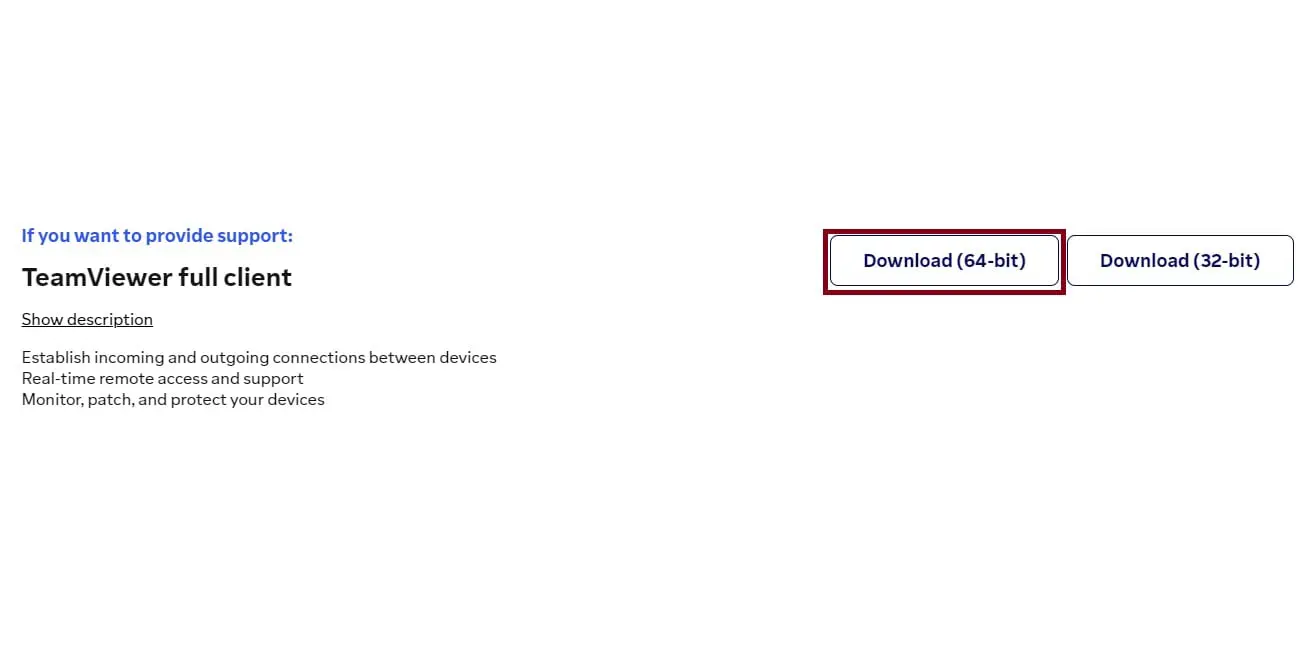 If you want to provide support:
TeamViewer full client
Show description
Establish incoming and outgoing connections between devices
Real-time remote access and support
Monitor, patch, and protect your devices
Download (64-bit)
Download (32-bit)